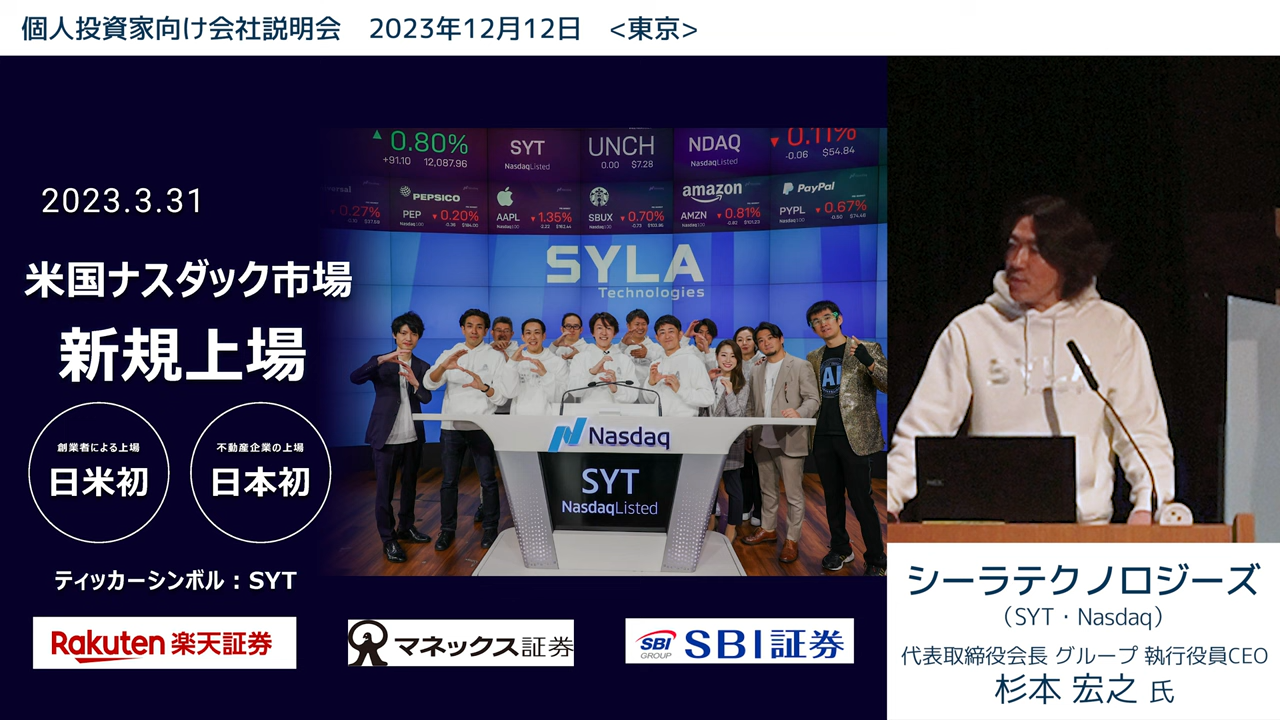 個人投資家向け会社説明会　2023年12月12日　<東京>
2023.3.31
米国ナスダック市場
新規上場
創業者による上場
日米初
不動産企業の上場
日本初
ティッカーシンボル：SYT
Rakuten 楽天証券
マネックス証券
SBI GROUP SBI証券
▲ 0.80%
+91.10 12,087.96
SYT
NasdaqListed
UNCH
0.00 $7.28
NDAQ
NasdaqListed
▼ 0.11%
-0.06 $54.84
▼ 0.27%
PEPSICO
PEP ▼ 0.20%
AAPL ▼ 1.35%
SBUX ▼ 0.70%
amazon
AMZN ▼ 0.81%
PayPal
PYPL ▼ 0.67%
SYLA
Technologies
AI
Nasdaq
SYT
NasdaqListed
SYLA
NEC
シーラテクノロジーズ
（SYT・Nasdaq）
代表取締役会長 グループ 執行役員CEO
杉本 宏之 氏